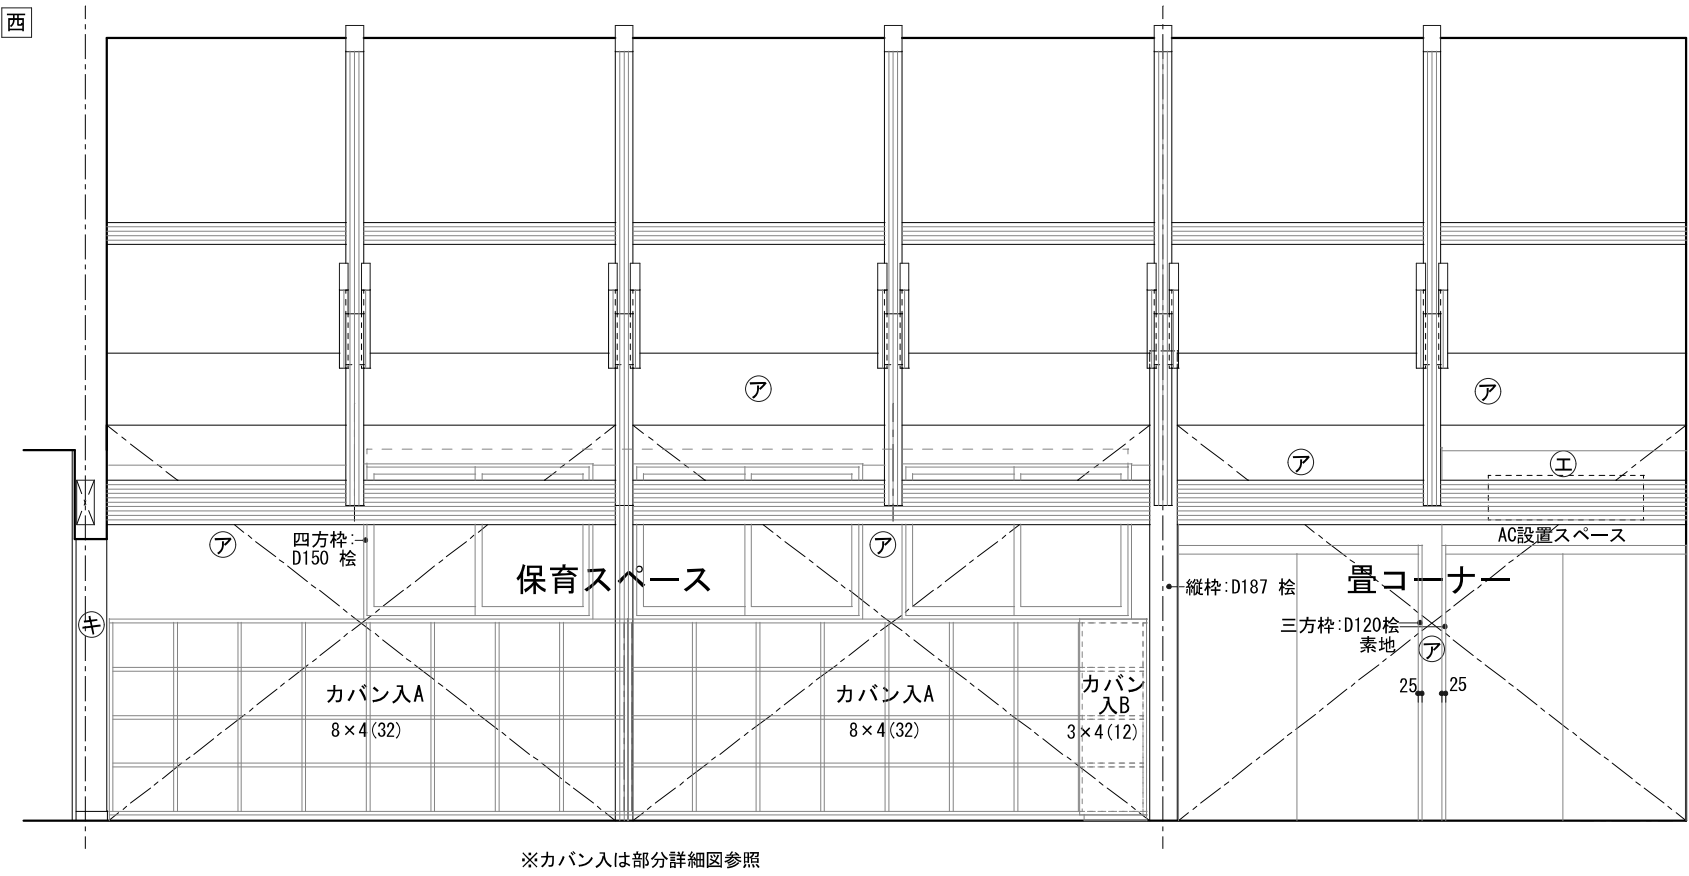 西
㋐
㋐
㋐
㋓
AC設置スペース
㋐
四方枠:
D150 桧
㋐
保育スペース
縦枠:D187 桧
畳コーナー
㋖
三方枠:D120桧
素地
㋐
25
25
カバン入A
8×4(32)
カバン入A
8×4(32)
カバン
入B
3×4(12)
※カバン入は部分詳細図参照